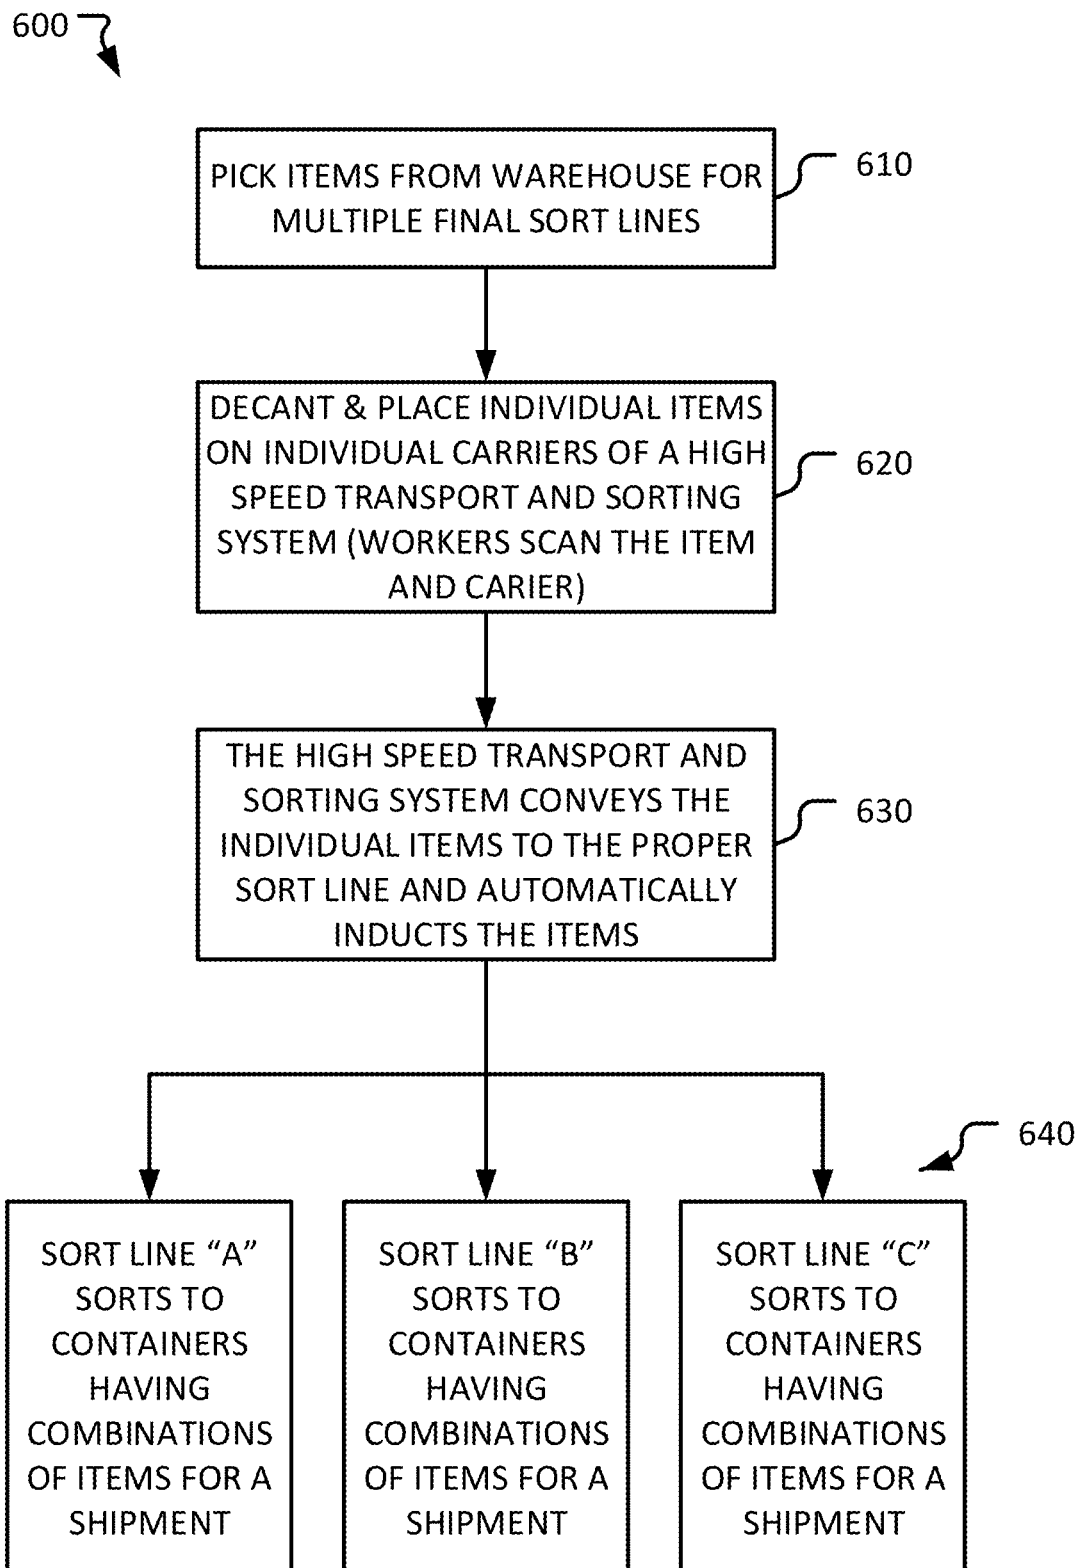 600
PICK ITEMS FROM WAREHOUSE FOR
MULTIPLE FINAL SORT LINES
610
DECANT & PLACE INDIVIDUAL ITEMS
ON INDIVIDUAL CARRIERS OF A HIGH
SPEED TRANSPORT AND SORTING
SYSTEM (WORKERS SCAN THE ITEM
AND CARIER)
620
THE HIGH SPEED TRANSPORT AND
SORTING SYSTEM CONVEYS THE
INDIVIDUAL ITEMS TO THE PROPER
SORT LINE AND AUTOMATICALLY
INDUCTS THE ITEMS
630
640
SORT LINE “A”
SORTS TO
CONTAINERS
HAVING
COMBINATIONS
OF ITEMS FOR A
SHIPMENT
SORT LINE “B”
SORTS TO
CONTAINERS
HAVING
COMBINATIONS
OF ITEMS FOR A
SHIPMENT
SORT LINE “C”
SORTS TO
CONTAINERS
HAVING
COMBINATIONS
OF ITEMS FOR A
SHIPMENT